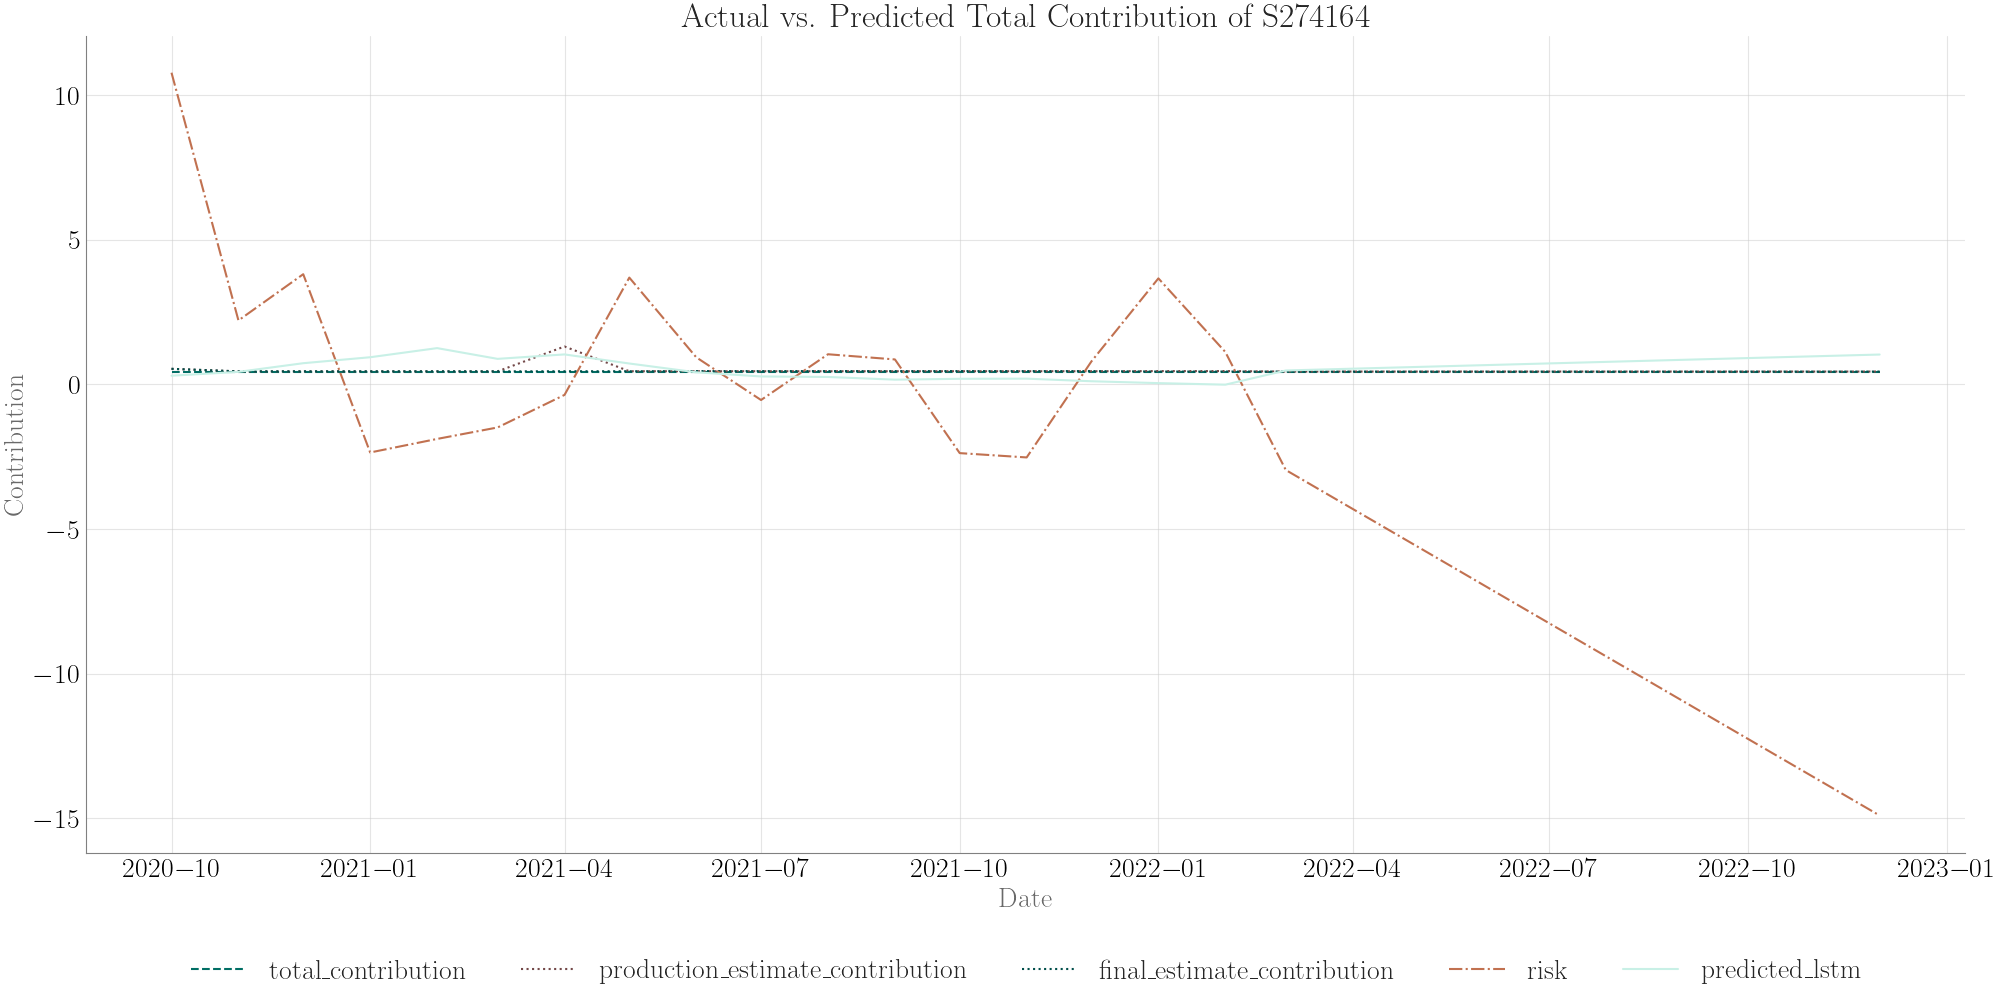 Actual vs. Predicted Total Contribution of S274164
10
5
0
−5
−10
−15
Contribution
2020−10 2021−01 2021−04 2021−07 2021−10 2022−01 2022−04 2022−07 2022−10 2023−01
Date
total_contribution production_estimate_contribution final_estimate_contribution risk predicted_lstm